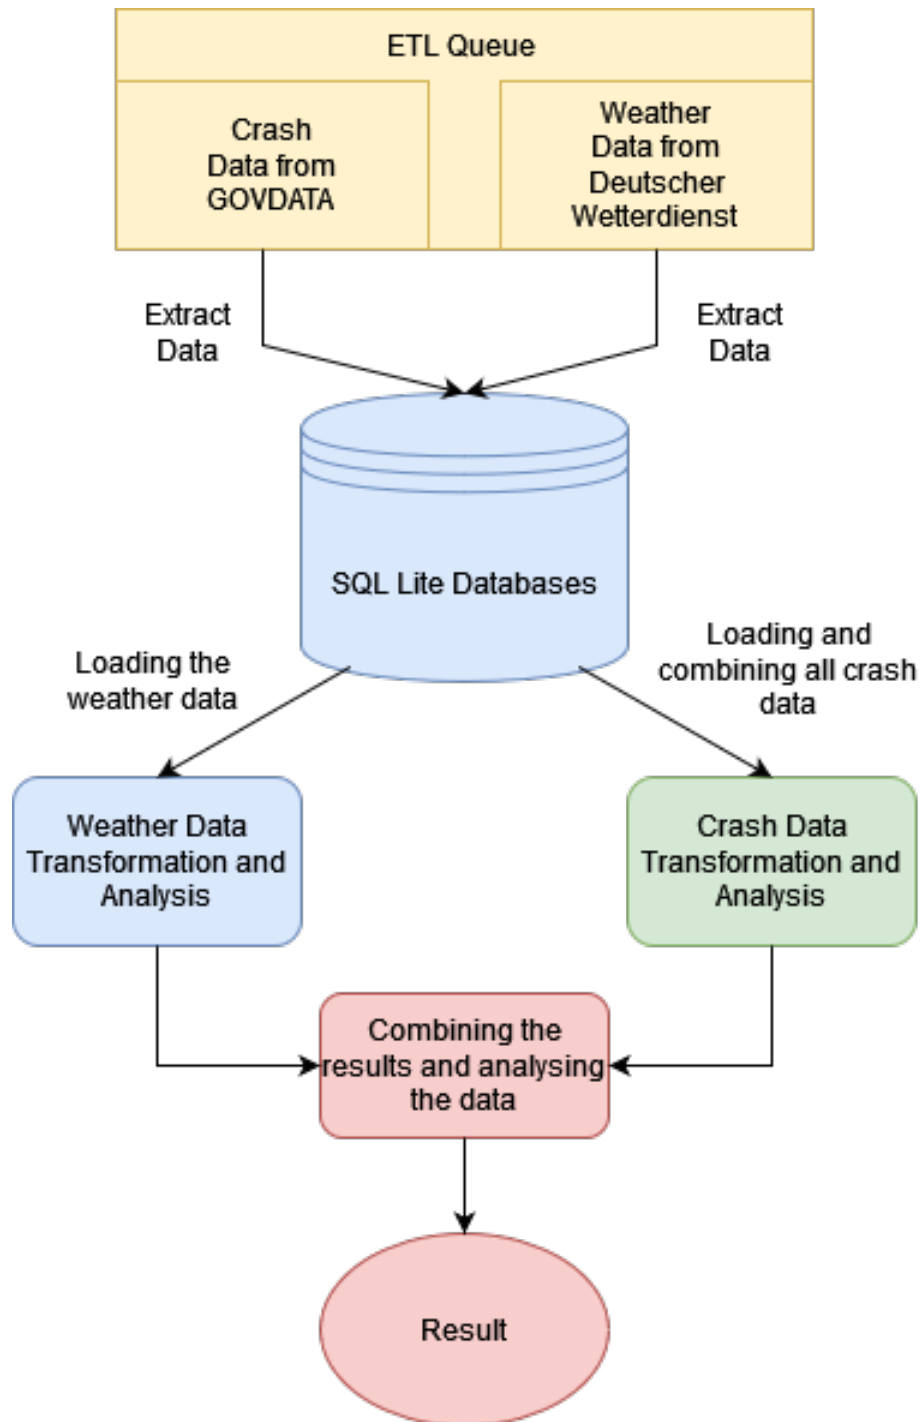 ETL Queue
Crash
Data from
GOVDATA
Weather
Data from
Deutscher
Wetterdienst
Extract
Data
Extract
Data
SQL Lite Databases
Loading the
weather data
Loading and
combining all crash
data
Weather Data
Transformation and
Analysis
Crash Data
Transformation and
Analysis
Combining the
results and analysing
the data
Result